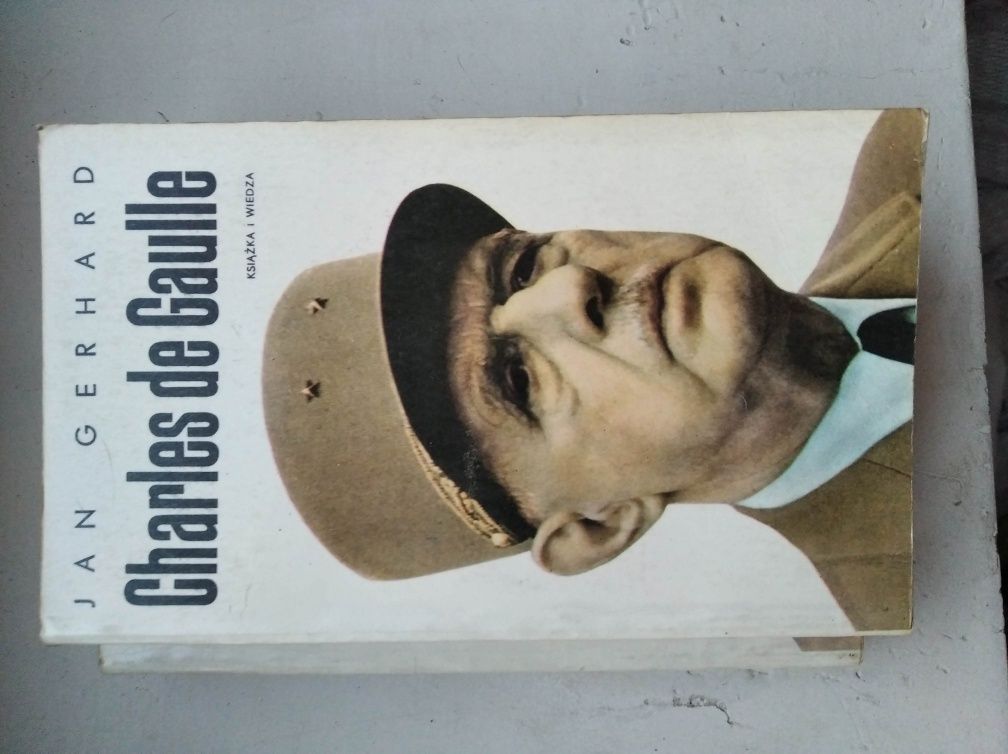 JAN GERHARD
Charles de Gaulle
KSIĄŻKA I WIEDZA